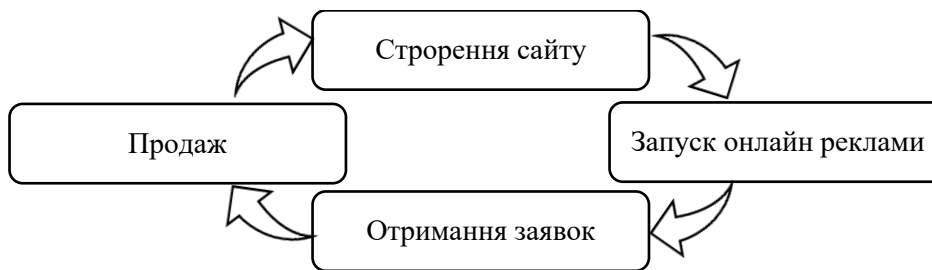 Строрення сайту
Продаж
Запуск онлайн реклами
Отримання заявок